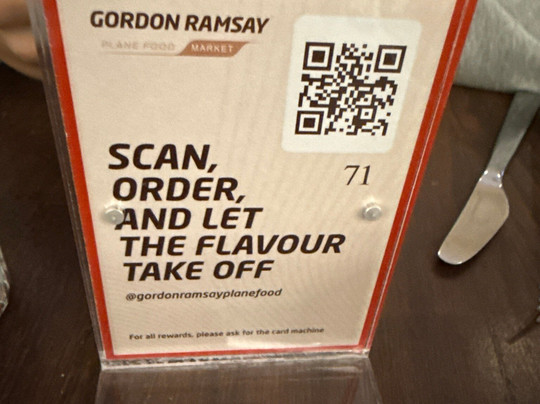 GORDON RAMSAY
PLANE FOOD MARKET
71
SCAN,
ORDER,
AND LET
THE FLAVOUR
TAKE OFF
@gordonramsayplanefood
For all rewards, please ask for the card machine